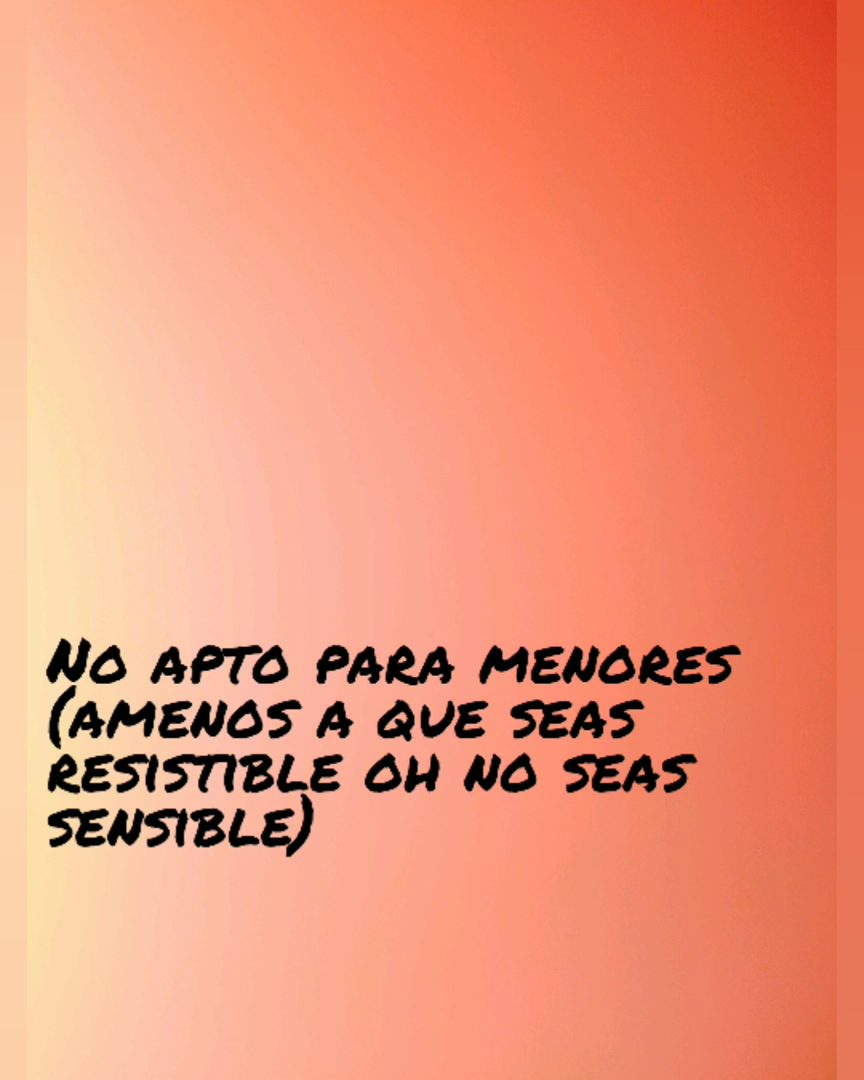 No apto para menores
(amenos a que seas
resistible oh no seas
sensible)